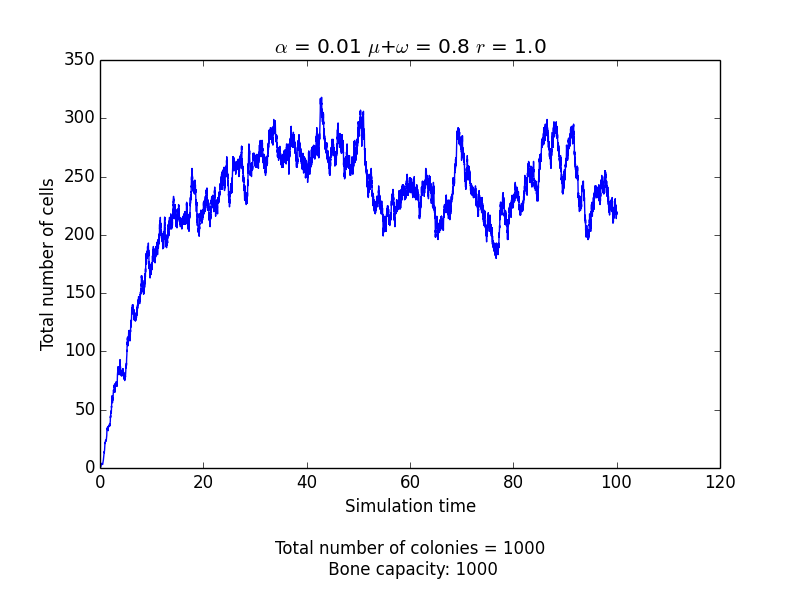 α = 0.01 μ+ω = 0.8 r = 1.0
350
300
250
200
150
100
50
0
Total number of cells
0 20 40 60 80 100 120
Simulation time
Total number of colonies = 1000
Bone capacity: 1000